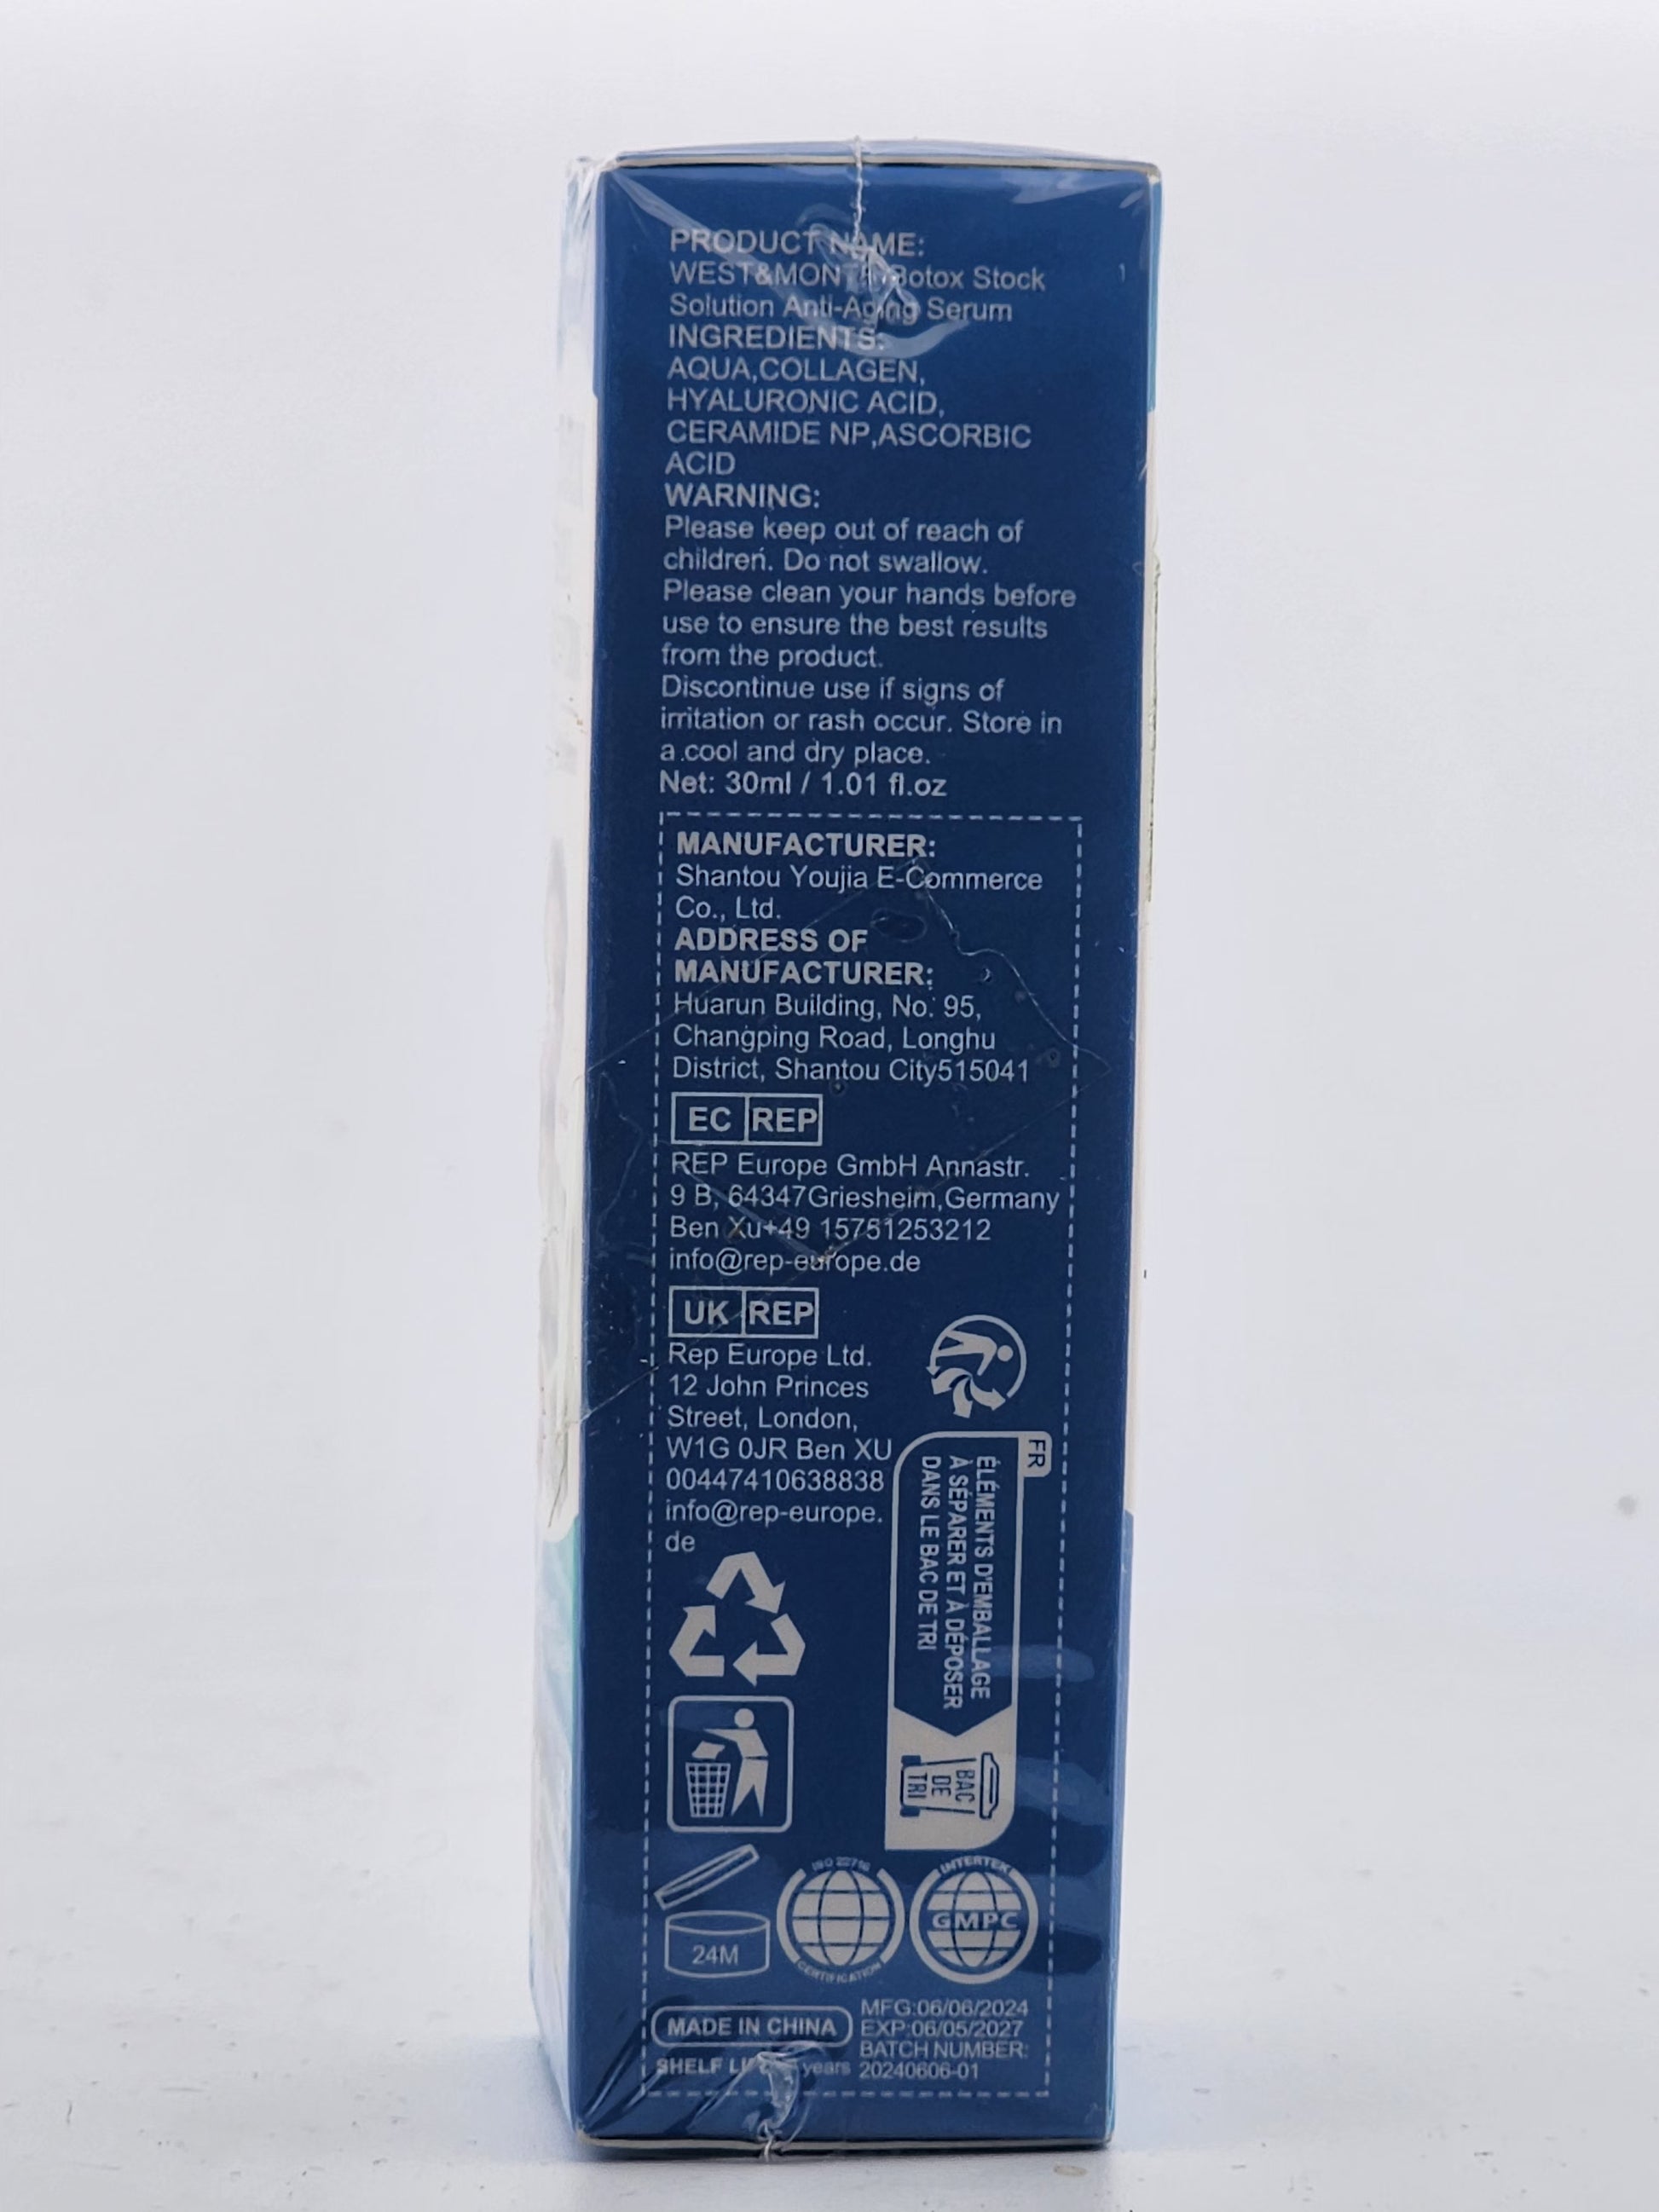 PRODUCT NAME:
WEST&MONTH Botox Stock
Solution Anti-Aging Serum
INGREDIENTS:
AQUA,COLLAGEN,
HYALURONIC ACID,
CERAMIDE NP,ASCORBIC
ACID
WARNING:
Please keep out of reach of
children. Do not swallow.
Please clean your hands before
use to ensure the best results
from the product.
Discontinue use if signs of
irritation or rash occur. Store in
a cool and dry place.
Net: 30ml / 1.01 fl.oz
MANUFACTURER:
Shantou Youjia E-Commerce
Co., Ltd.
ADDRESS OF
MANUFACTURER:
Huarun Building, No. 95,
Changping Road, Longhu
District, Shantou City515041
EC REP
REP Europe GmbH Annastr.
9 B, 64347Griesheim,Germany
Ben Xu+49 15751253212
info@rep-europe.de
UK REP
Rep Europe Ltd.
12 John Princes
Street, London,
W1G 0JR Ben XU
00447410638838
info@rep-europe.
de
FR
ÉLÉMENTS D'EMBALLAGE
À SÉPARER ET À DÉPOSER
DANS LE BAC DE TRI
BAC
DE
TRI
24M
ISO 22716
CERTIFICATION
INTERTEK
GMPC
MADE IN CHINA
SHELF years
MFG:06/06/2024
EXP:06/05/2027
BATCH NUMBER:
20240606-01